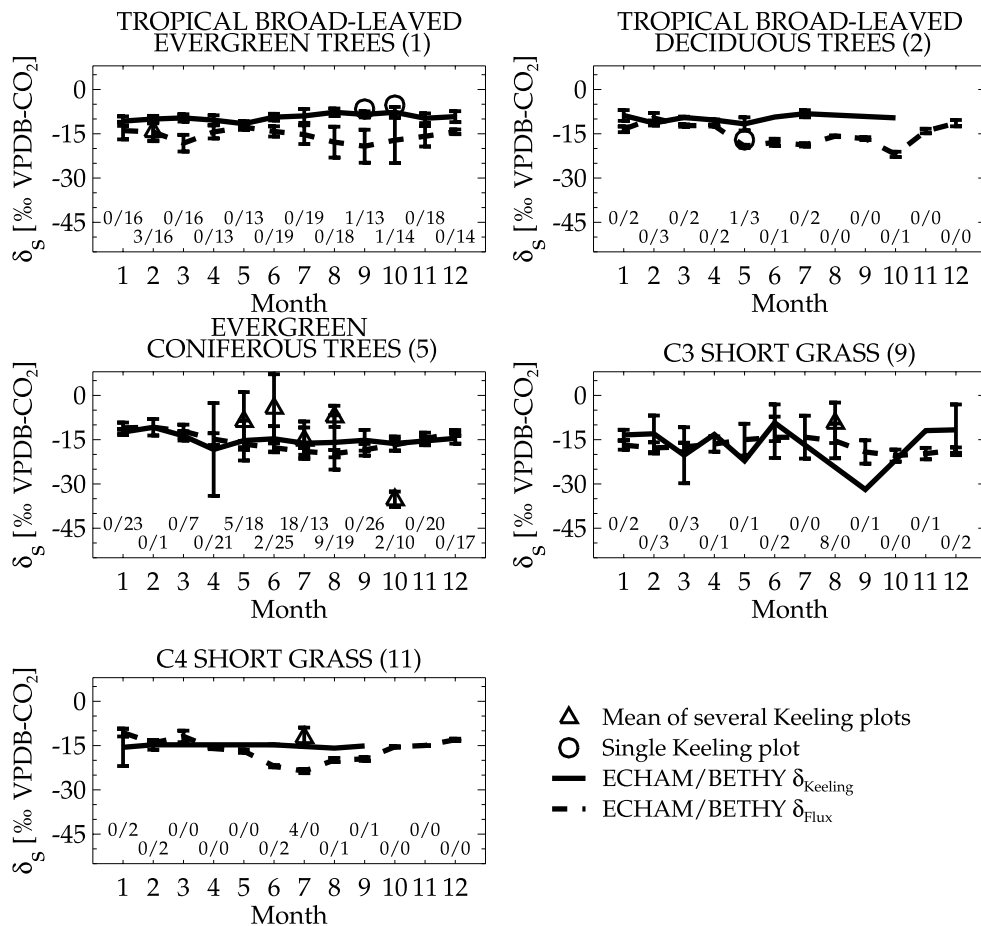 TROPICAL BROAD-LEAVED
EVERGREEN TREES (1)
δs [‰ VPDB-CO2]
0
-15
-30
-45
0/16 0/16 0/13 0/19 1/13 0/18
3/16 0/13 0/19 0/18 1/14 0/14
1 2 3 4 5 6 7 8 9 10 11 12
Month
TROPICAL BROAD-LEAVED
DECIDUOUS TREES (2)
δs [‰ VPDB-CO2]
0
-15
-30
-45
0/2 0/2 1/3 0/2 0/0 0/0
0/3 0/2 0/1 0/0 0/1 0/0
1 2 3 4 5 6 7 8 9 10 11 12
Month
EVERGREEN
CONIFEROUS TREES (5)
δs [‰ VPDB-CO2]
0
-15
-30
-45
0/23 0/7 5/18 18/13 0/26 0/20
0/1 0/21 2/25 9/19 2/10 0/17
1 2 3 4 5 6 7 8 9 10 11 12
Month
C3 SHORT GRASS (9)
δs [‰ VPDB-CO2]
0
-15
-30
-45
0/2 0/3 0/1 0/0 0/1 0/1
0/3 0/1 0/2 8/0 0/0 0/2
1 2 3 4 5 6 7 8 9 10 11 12
Month
C4 SHORT GRASS (11)
δs [‰ VPDB-CO2]
0
-15
-30
-45
0/2 0/0 0/0 4/0 0/1 0/0
0/2 0/0 0/2 0/1 0/0 0/0
1 2 3 4 5 6 7 8 9 10 11 12
Month
Mean of several Keeling plots
Single Keeling plot
ECHAM/BETHY δKeeling
ECHAM/BETHY δFlux